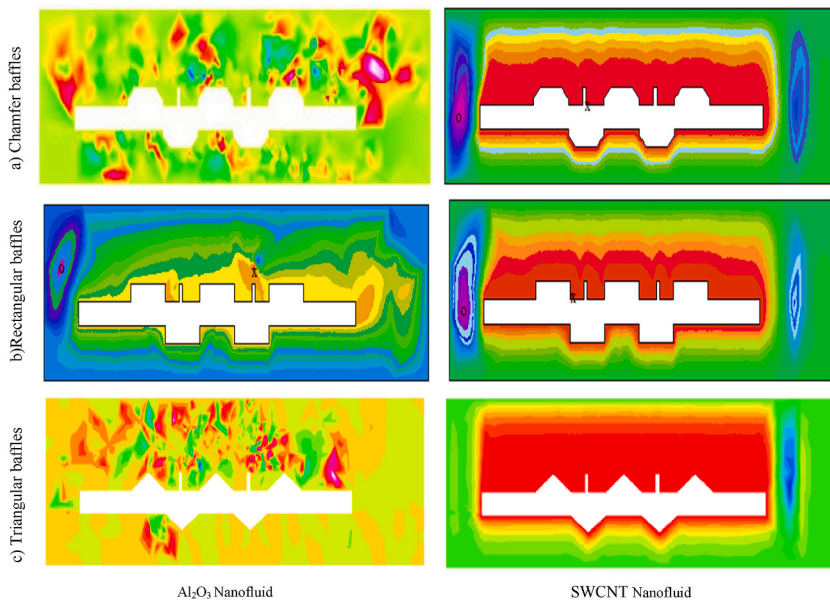 a) Chamfer baffles
X
O
O
X
O
X
b)Rectangular baffles
c) Triangular baffles
Al₂O₃ Nanofluid
SWCNT Nanofluid